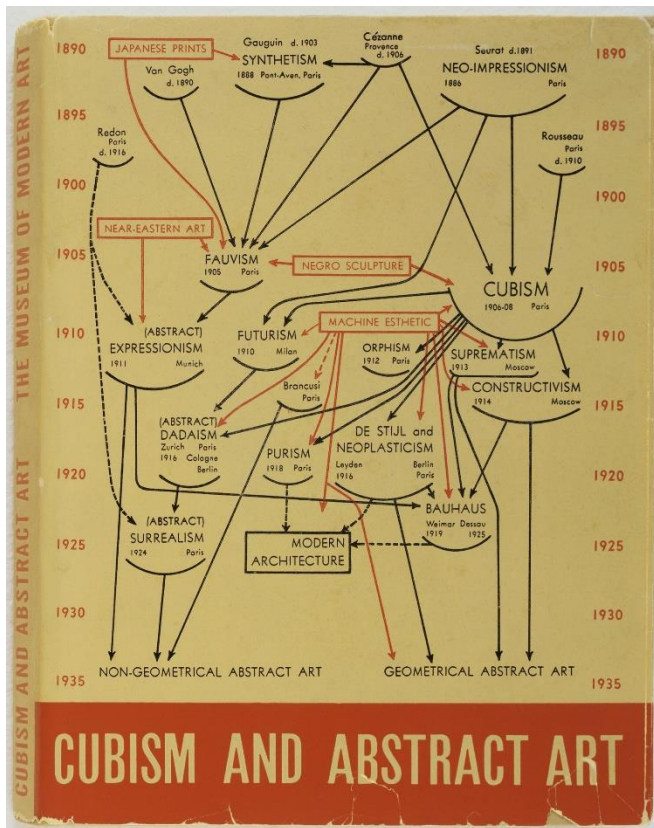 CUBISM AND ABSTRACT ART THE MUSEUM OF MODERN ART
1890
JAPANESE PRINTS
Van Gogh
d. 1890
Gauguin d. 1903
SYNTHETISM
1888 Pont-Aven, Paris
Cézanne
Provence
d. 1906
Seurat d.1891
NEO-IMPRESSIONISM
1886 Paris
1890
1895
1895
Redon
Paris
d. 1916
Rousseau
Paris
d. 1910
1900
1900
NEAR-EASTERN ART
1905
FAUVISM
1905 Paris
NEGRO SCULPTURE
CUBISM
1906-08 Paris
1905
1910
(ABSTRACT)
EXPRESSIONISM
1911 Munich
FUTURISM
1910 Milan
MACHINE ESTHETIC
ORPHISM
1912 Paris
SUPREMATISM
1913 Moscow
1910
Brancusi
Paris
CONSTRUCTIVISM
1914 Moscow
1915
1915
(ABSTRACT)
DADAISM
Zurich Paris
1916 Cologne
Berlin
PURISM
1918 Paris
DE STIJL and
NEOPLASTICISM
Leyden Berlin
1916 Paris
1920
1920
(ABSTRACT)
SURREALISM
1924 Paris
BAUHAUS
Weimar Dessau
1919 1925
1925
MODERN
ARCHITECTURE
1925
1930
1930
NON-GEOMETRICAL ABSTRACT ART
GEOMETRICAL ABSTRACT ART
1935
1935
CUBISM AND ABSTRACT ART